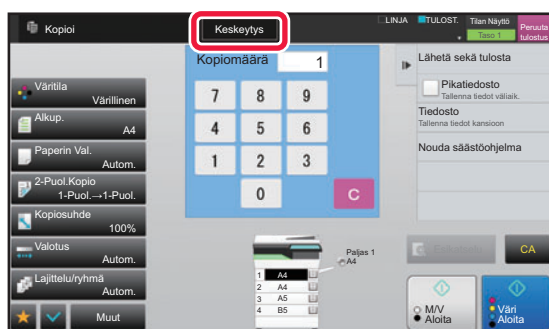 Kopioi
Keskeytys
LINJA
TULOST.
Tilan Näyttö
Taso 1
Peruuta
tulostus
Väritila
Värillinen
Alkup.
A4
Paperin Val.
Autom.
2-Puol.Kopio
1-Puol.→1-Puol.
Kopiosuhde
100%
Valotus
Autom.
Lajittelu/ryhmä
Autom.
Muut
Kopiomäärä
1
7 8 9
4 5 6
1 2 3
0 C
Paljas 1
A4
1 A4
2 A4
3 A5
4 B5
Lähetä sekä tulosta
Pikatiedosto
Tallenna tiedot väliaik.
Tiedosto
Tallenna tiedot kansioon
Nouda säästöohjelma
CA
M/V
Aloita
Väri
Aloita